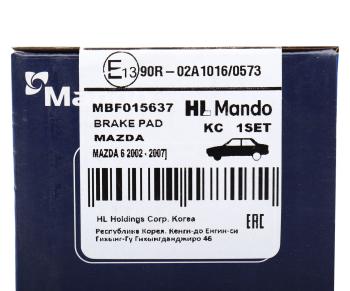 E13 90R-02A1016/0573
Ma
MBF015637 HL Mando
BRAKE PAD KC 1SET
MAZDA
MAZDA 6 2002 - 2007]
HL Holdings Corp. Korea
Республика Корея. Кенги-до Енгин-си
Гихынг-Гу Гихынгданджиро 46
EAC